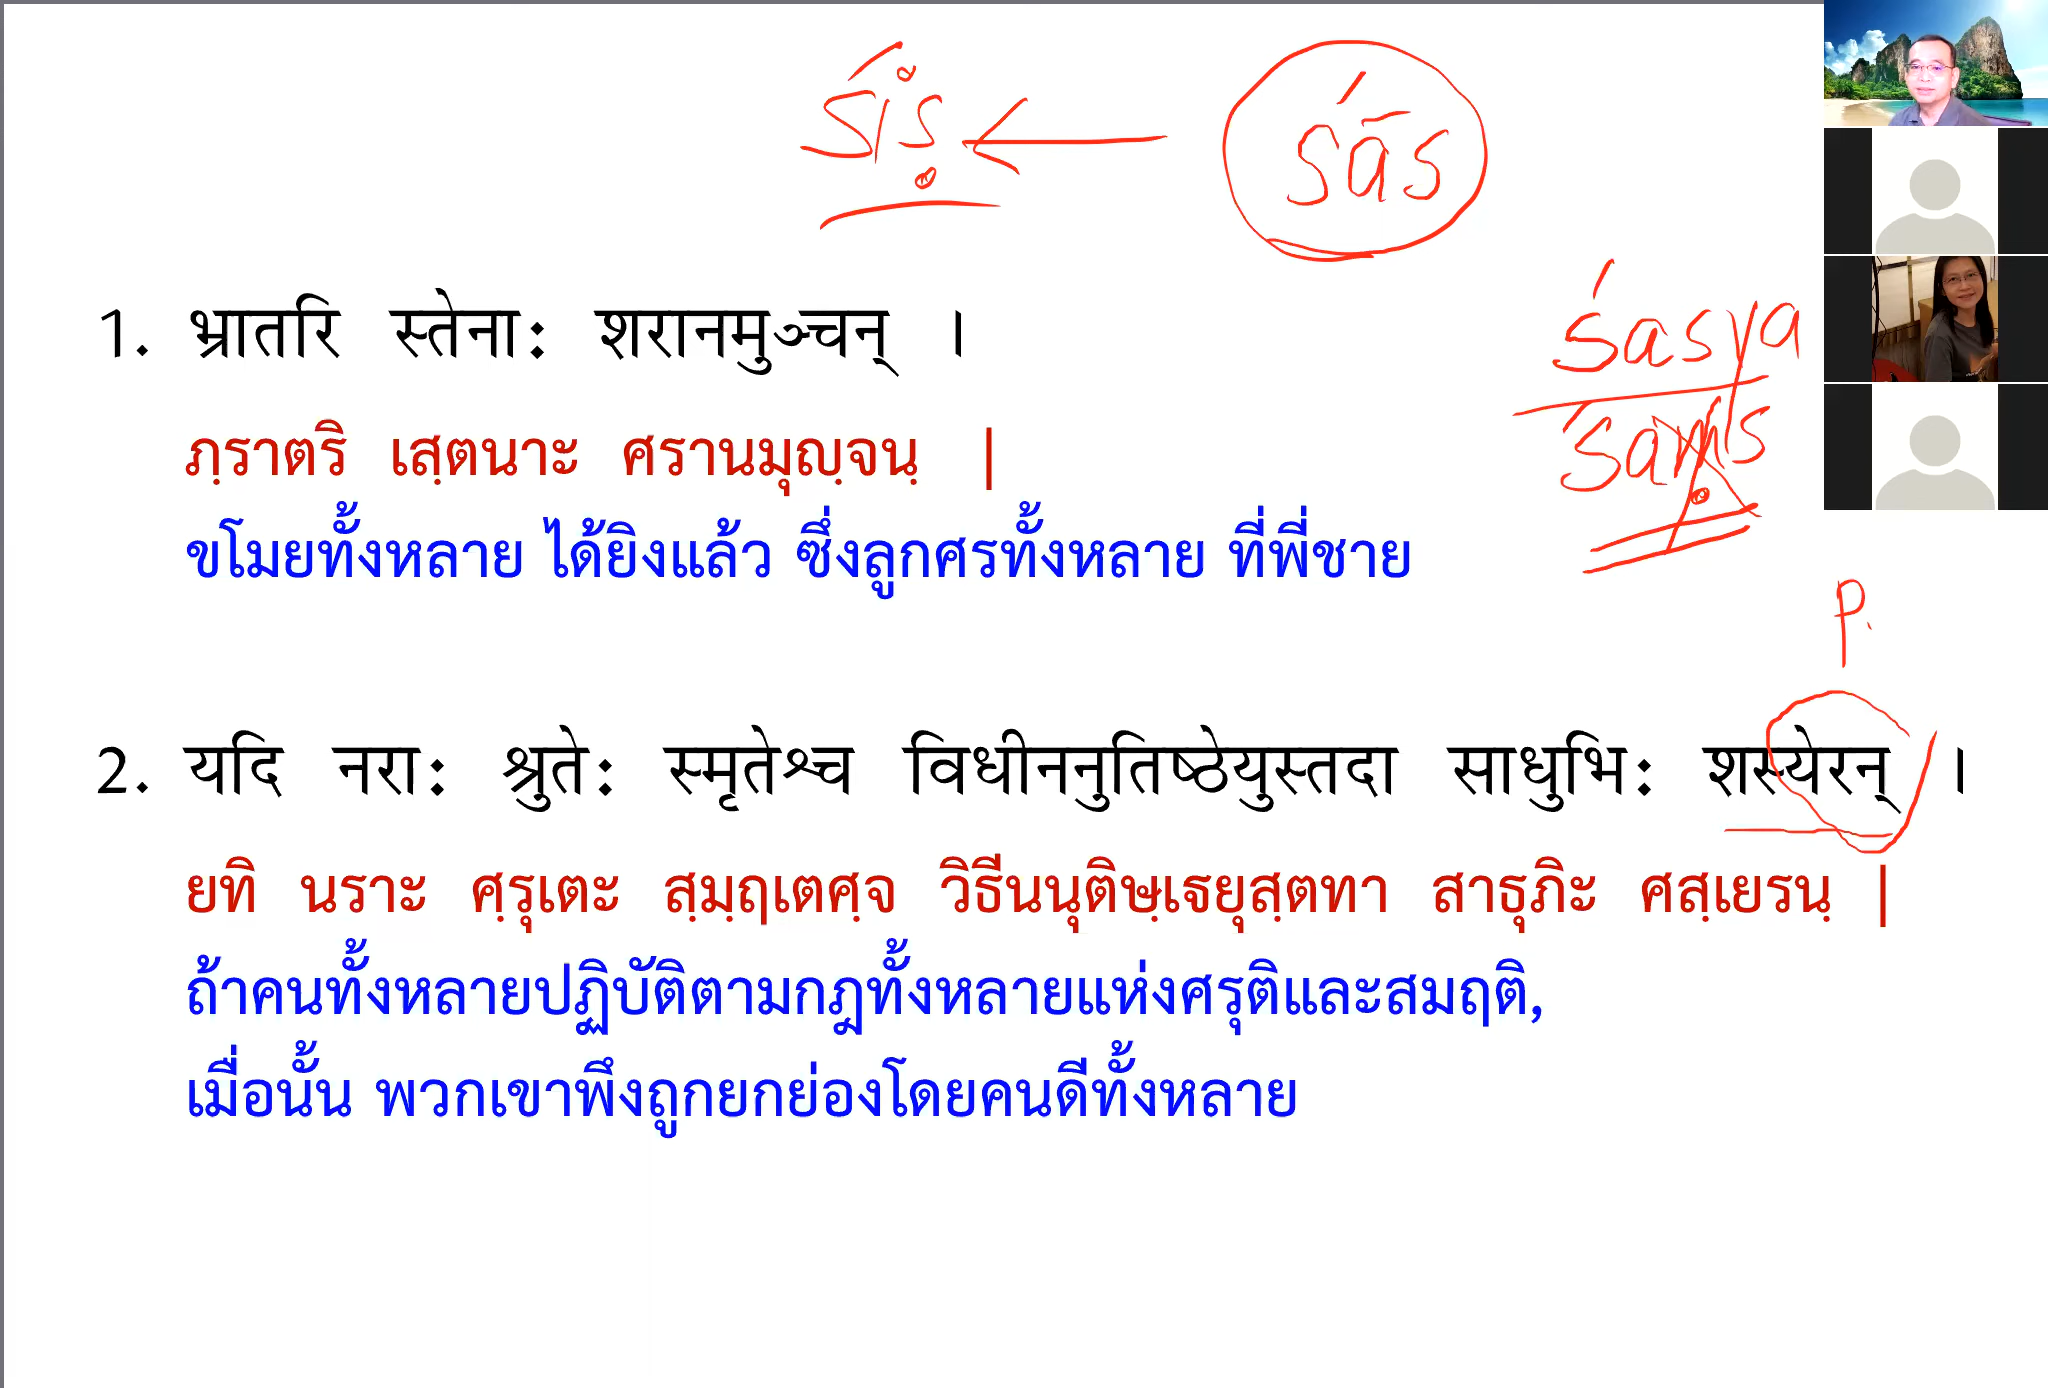 śiṣ ← śās
śasya
śaṃs
1. भ्रातरि स्तेनाः शरानमुञ्चन् ।
ภฺราตริ เสฺตนาะ ศรานมุญฺจนฺ |
ขโมยทั้งหลาย ได้ยิงแล้ว ซึ่งลูกศรทั้งหลาย ที่พี่ชาย
P.
2. यदि नराः श्रुतेः स्मृतेश्च विधीननुतिष्ठेयुस्तदा साधुभिः शस्येरन् ।
ยทิ นราะ ศฺรุเตะ สฺมฺฤเตศฺจ วิธีนนุติษฺเฐยุสฺตทา สาธุภิะ ศสฺเยรนฺ |
ถ้าคนทั้งหลายปฏิบัติตามกฎทั้งหลายแห่งศรุติและสมฤติ,
เมื่อนั้น พวกเขาพึงถูกยกย่องโดยคนดีทั้งหลาย